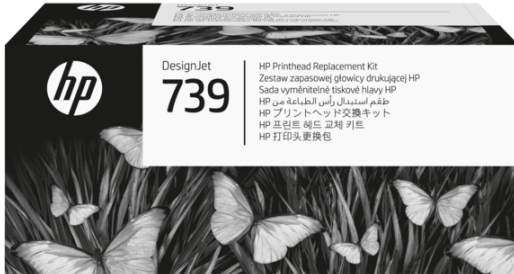 739
hp
DesignJet
739
HP Printhead Replacement Kit
Zestaw zapasowej głowicy drukującej HP
Sada vyměnitelné tiskové hlavy HP
طقم استبدال رأس الطباعة من HP
HP プリントヘッド交換キット
HP 프린트 헤드 교체 키트
HP 打印头更换包